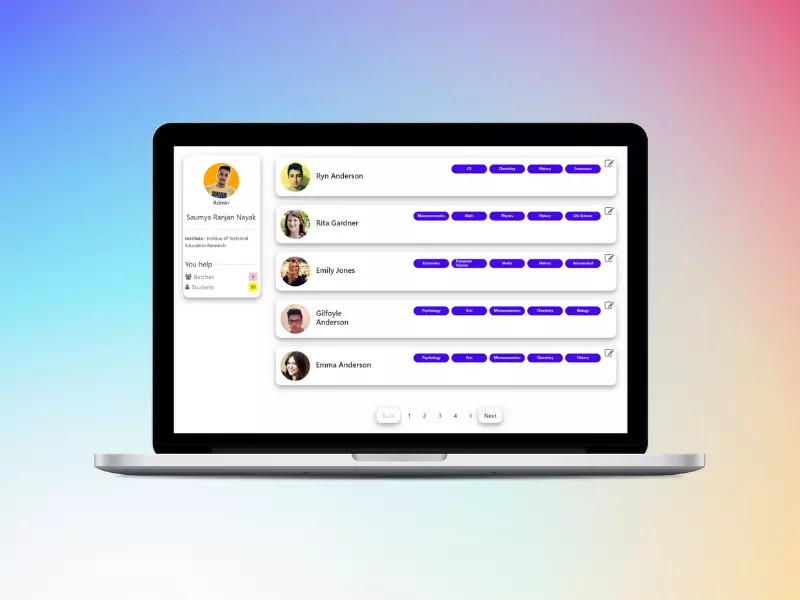 Admin
Saumya Ranjan Nayak
Institute : Institue of Technical
Education Research
You help
Batches
Students
50
Ryn Anderson
CS
Chemistry
History
Economics
Rita Gardner
Macroeconomics
Math
Physics
History
Life Science
Emily Jones
Economics
Computer
Science
Maths
History
Gilfoyle
Anderson
Psychology
Arts
Microeconomics
Chemistry
Biology
Emma Anderson
Psychology
Arts
Microeconomics
Chemistry
History
Back 1 2 3 4 5 Next